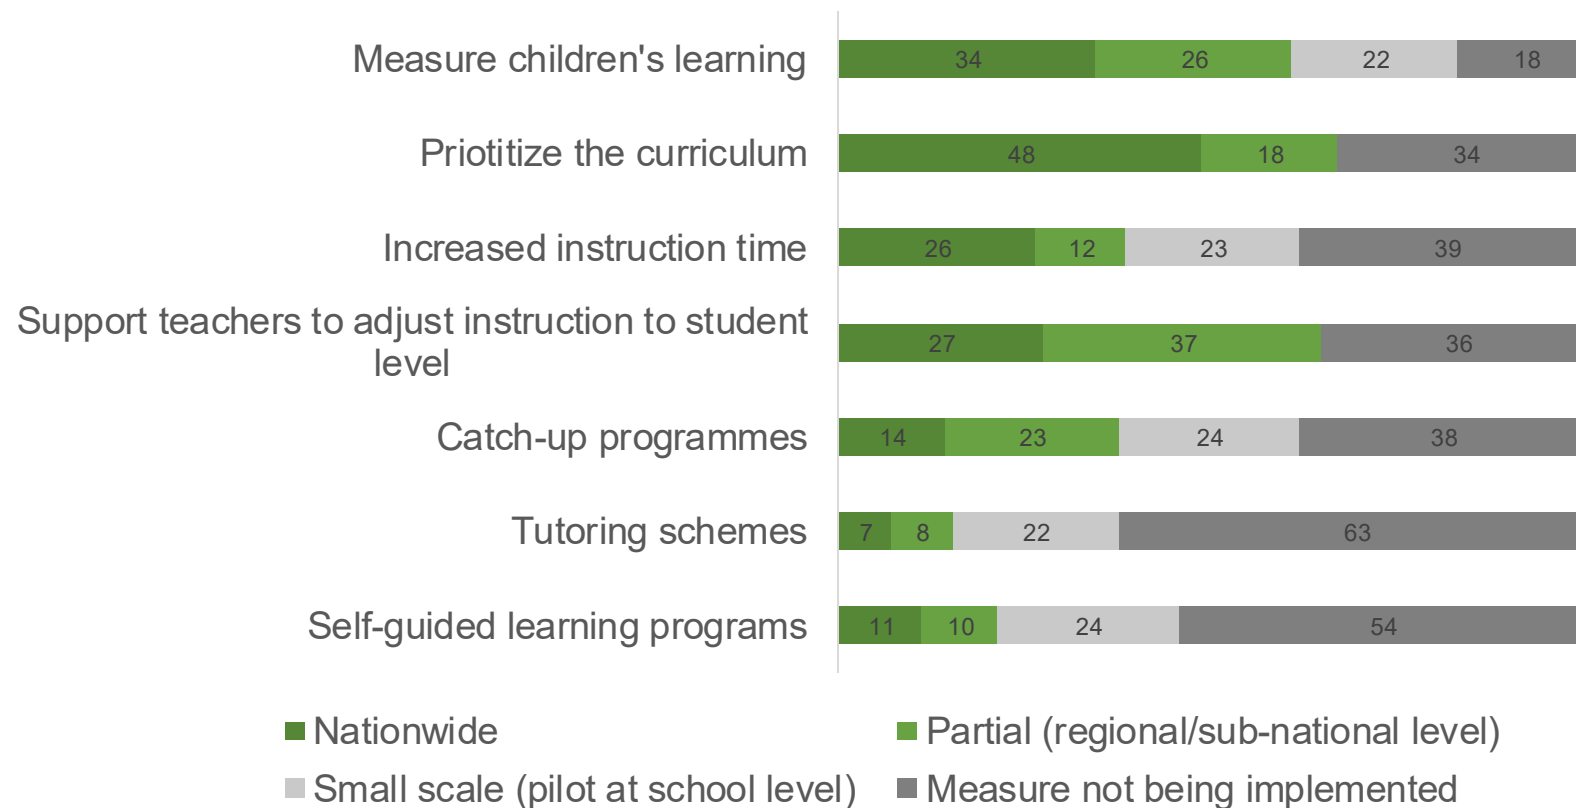 Measure children's learning
34 26 22 18
Priotitize the curriculum
48 18 34
Increased instruction time
26 12 23 39
Support teachers to adjust instruction to student
level
27 37 36
Catch-up programmes
14 23 24 38
Tutoring schemes
7 8 22 63
Self-guided learning programs
11 10 24 54
Nationwide
Partial (regional/sub-national level)
Small scale (pilot at school level)
Measure not being implemented